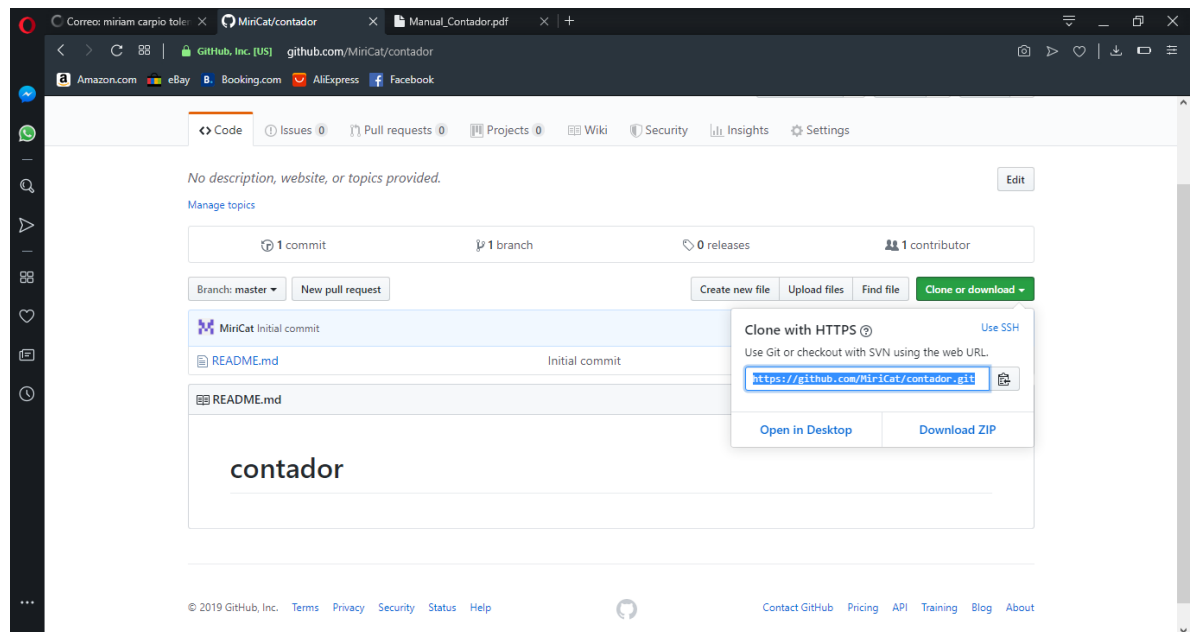 Correo: miriam carpio toler
MiriCat/contador
Manual_Contador.pdf
GitHub, Inc. [US] github.com/MiriCat/contador
Amazon.com eBay Booking.com AliExpress Facebook
Code Issues 0 Pull requests 0 Projects 0 Wiki Security Insights Settings
No description, website, or topics provided. Edit
Manage topics
1 commit 1 branch 0 releases 1 contributor
Branch: master New pull request Create new file Upload files Find file Clone or download
MiriCat Initial commit
README.md Initial commit
README.md
contador
Clone with HTTPS Use SSH
Use Git or checkout with SVN using the web URL.
https://github.com/MiriCat/contador.git
Open in Desktop Download ZIP
© 2019 GitHub, Inc. Terms Privacy Security Status Help Contact GitHub Pricing API Training Blog About